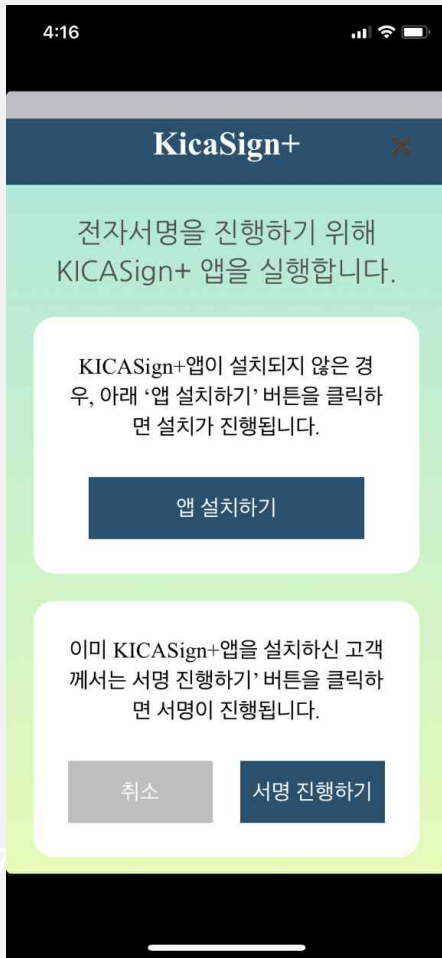 4:16
KicaSign+
전자서명을 진행하기 위해
KICASign+ 앱을 실행합니다.
KICASign+앱이 설치되지 않은 경
우, 아래 ‘앱 설치하기’ 버튼을 클릭하
면 설치가 진행됩니다.
앱 설치하기
이미 KICASign+앱을 설치하신 고객
께서는 서명 진행하기’ 버튼을 클릭하
면 서명이 진행됩니다.
취소
서명 진행하기